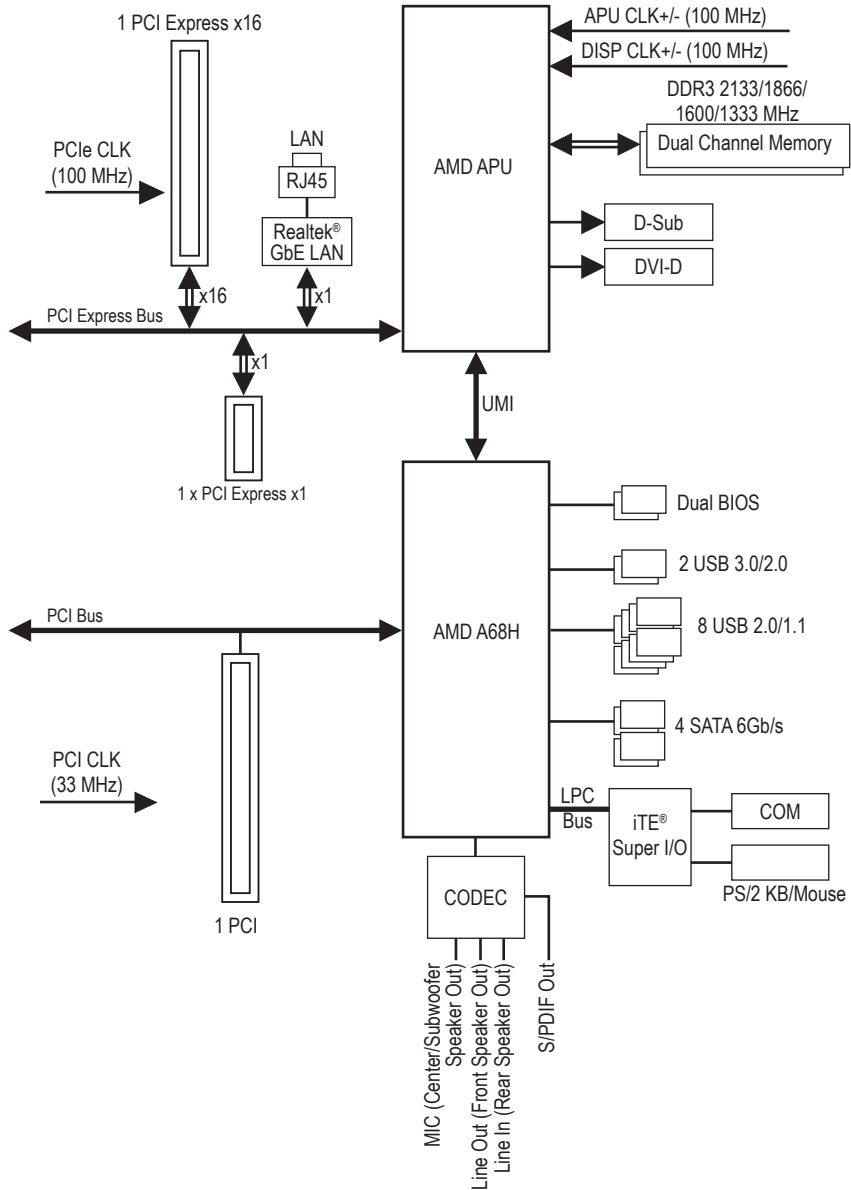 1 PCI Express x16
APU CLK+/- (100 MHz)
DISP CLK+/- (100 MHz)
DDR3 2133/1866/
1600/1333 MHz
Dual Channel Memory
LAN
RJ45
PCIe CLK
(100 MHz)
AMD APU
Realtek®
GbE LAN
D-Sub
DVI-D
x16
x1
PCI Express Bus
x1
UMI
1 x PCI Express x1
Dual BIOS
2 USB 3.0/2.0
PCI Bus
AMD A68H
8 USB 2.0/1.1
4 SATA 6Gb/s
PCI CLK
(33 MHz)
LPC
Bus
iTE®
Super I/O
COM
PS/2 KB/Mouse
CODEC
1 PCI
MIC (Center/Subwoofer
Speaker Out)
Line Out (Front Speaker Out)
Line In (Rear Speaker Out)
S/PDIF Out